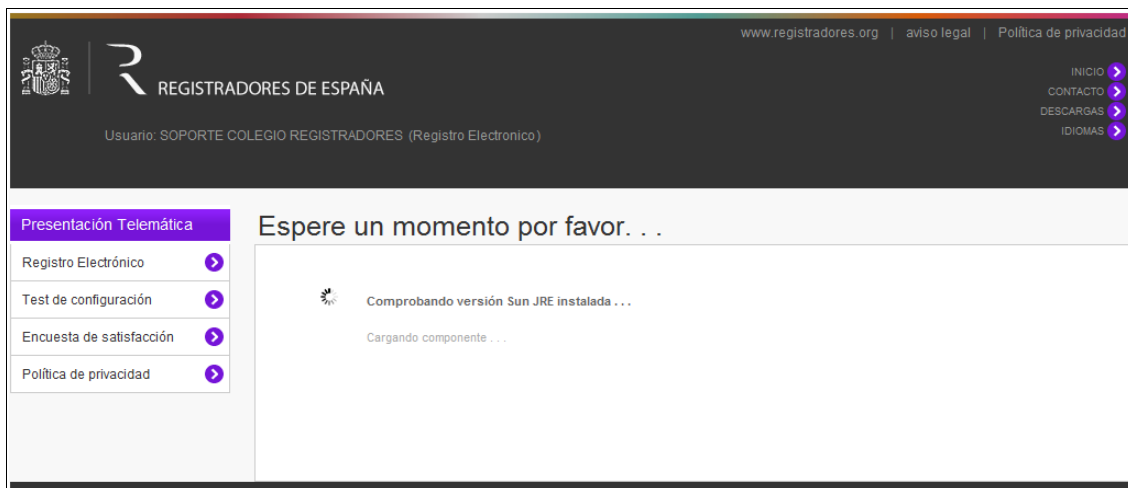 www.registradores.org | aviso legal | Política de privacidad
REGISTRADORES DE ESPAÑA
INICIO
CONTACTO
DESCARGAS
IDIOMAS
Usuario: SOPORTE COLEGIO REGISTRADORES (Registro Electronico)
Presentación Telemática
Registro Electrónico
Test de configuración
Encuesta de satisfacción
Política de privacidad
Espere un momento por favor. . .
Comprobando versión Sun JRE instalada . . .
Cargando componente . . .